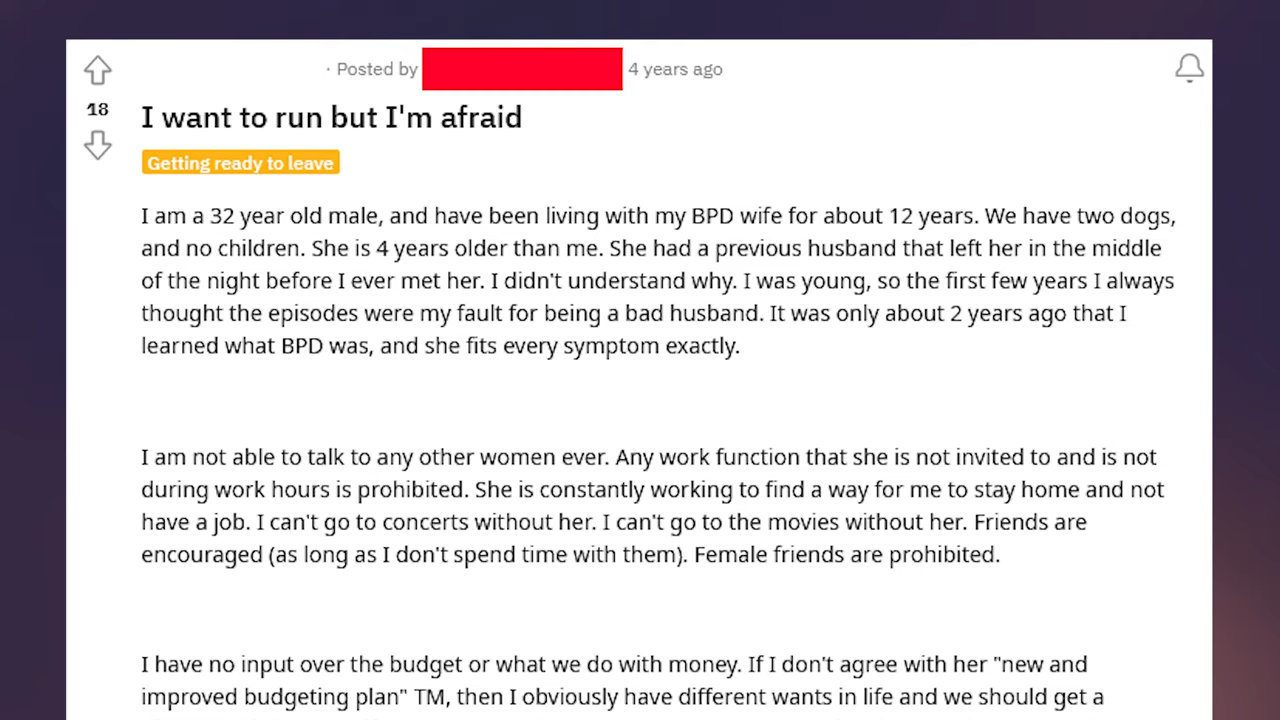 · Posted by 4 years ago
18
I want to run but I'm afraid
Getting ready to leave
I am a 32 year old male, and have been living with my BPD wife for about 12 years. We have two dogs,
and no children. She is 4 years older than me. She had a previous husband that left her in the middle
of the night before I ever met her. I didn't understand why. I was young, so the first few years I always
thought the episodes were my fault for being a bad husband. It was only about 2 years ago that I
learned what BPD was, and she fits every symptom exactly.
I am not able to talk to any other women ever. Any work function that she is not invited to and is not
during work hours is prohibited. She is constantly working to find a way for me to stay home and not
have a job. I can't go to concerts without her. I can't go to the movies without her. Friends are
encouraged (as long as I don't spend time with them). Female friends are prohibited.
I have no input over the budget or what we do with money. If I don't agree with her "new and
improved budgeting plan" TM, then I obviously have different wants in life and we should get a